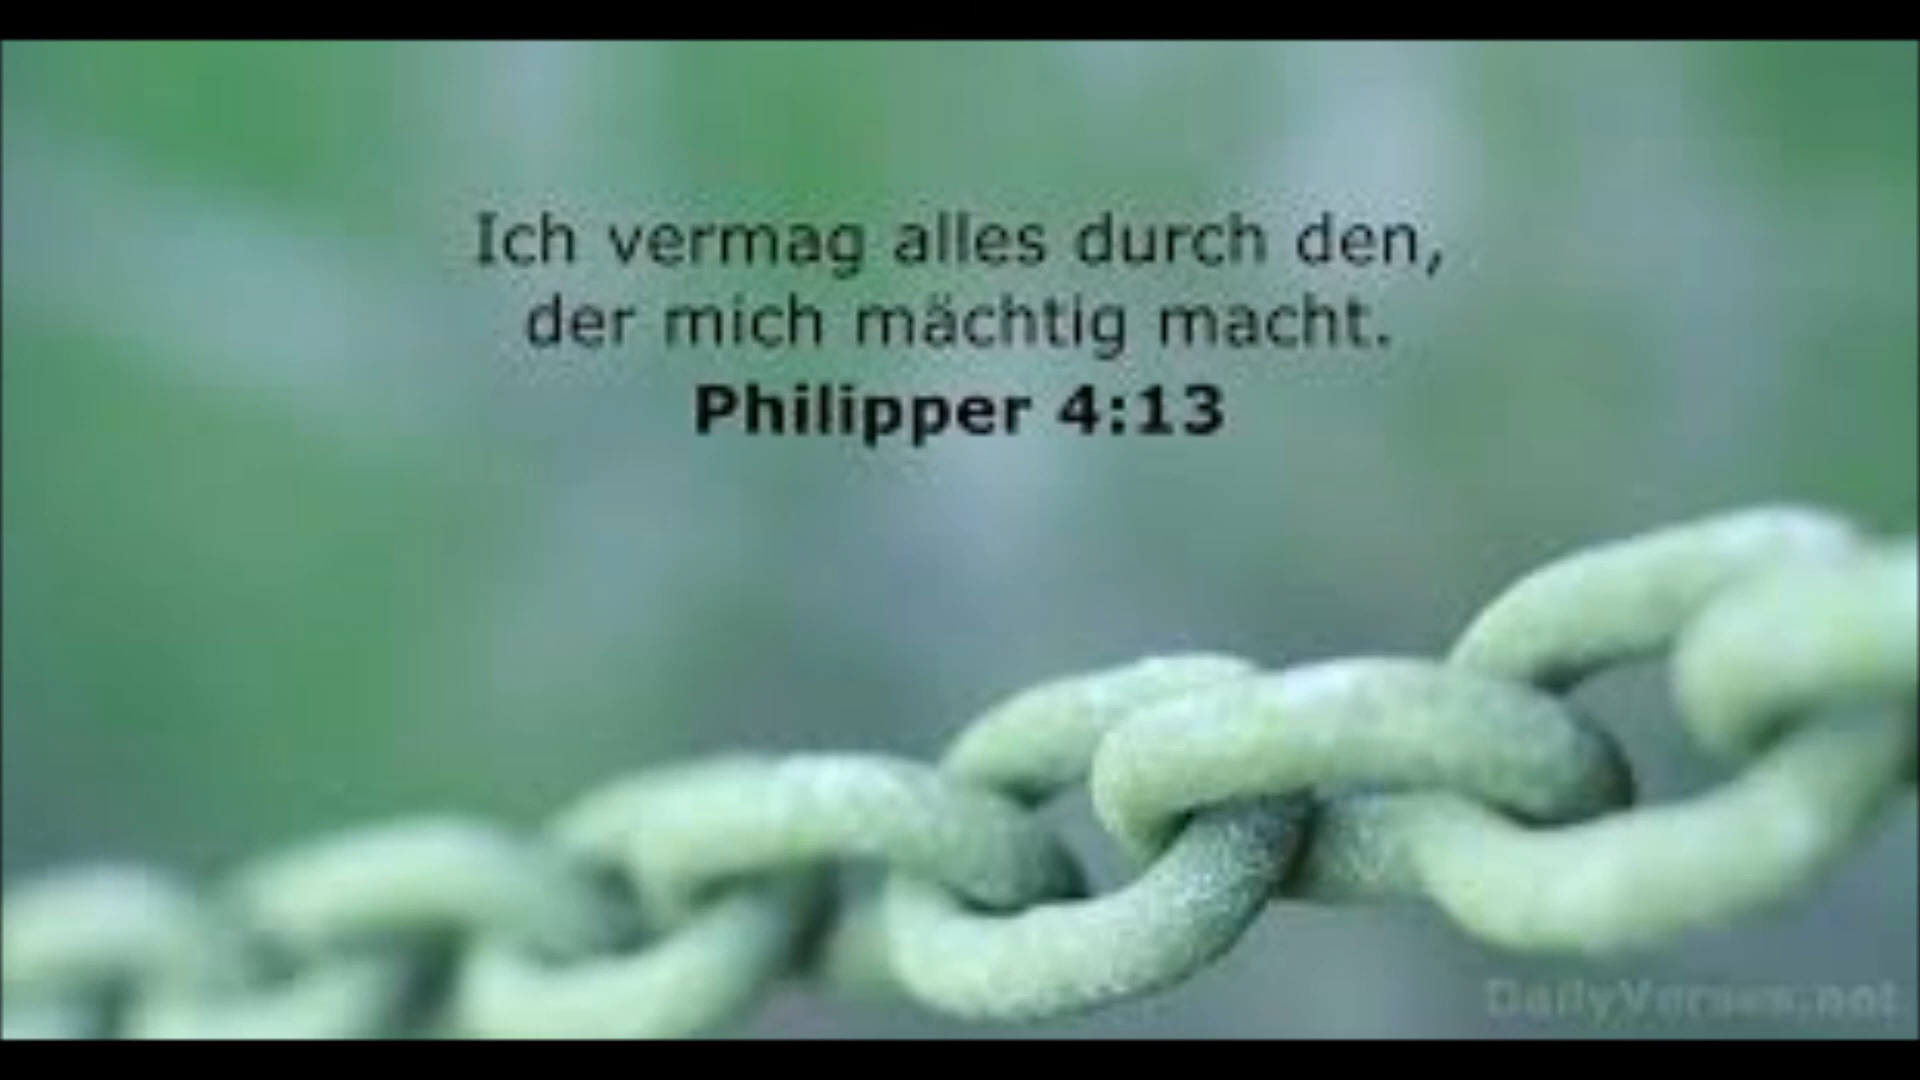 Ich vermag alles durch den,
der mich mächtig macht.
Philipper 4:13
DailyVerses.net